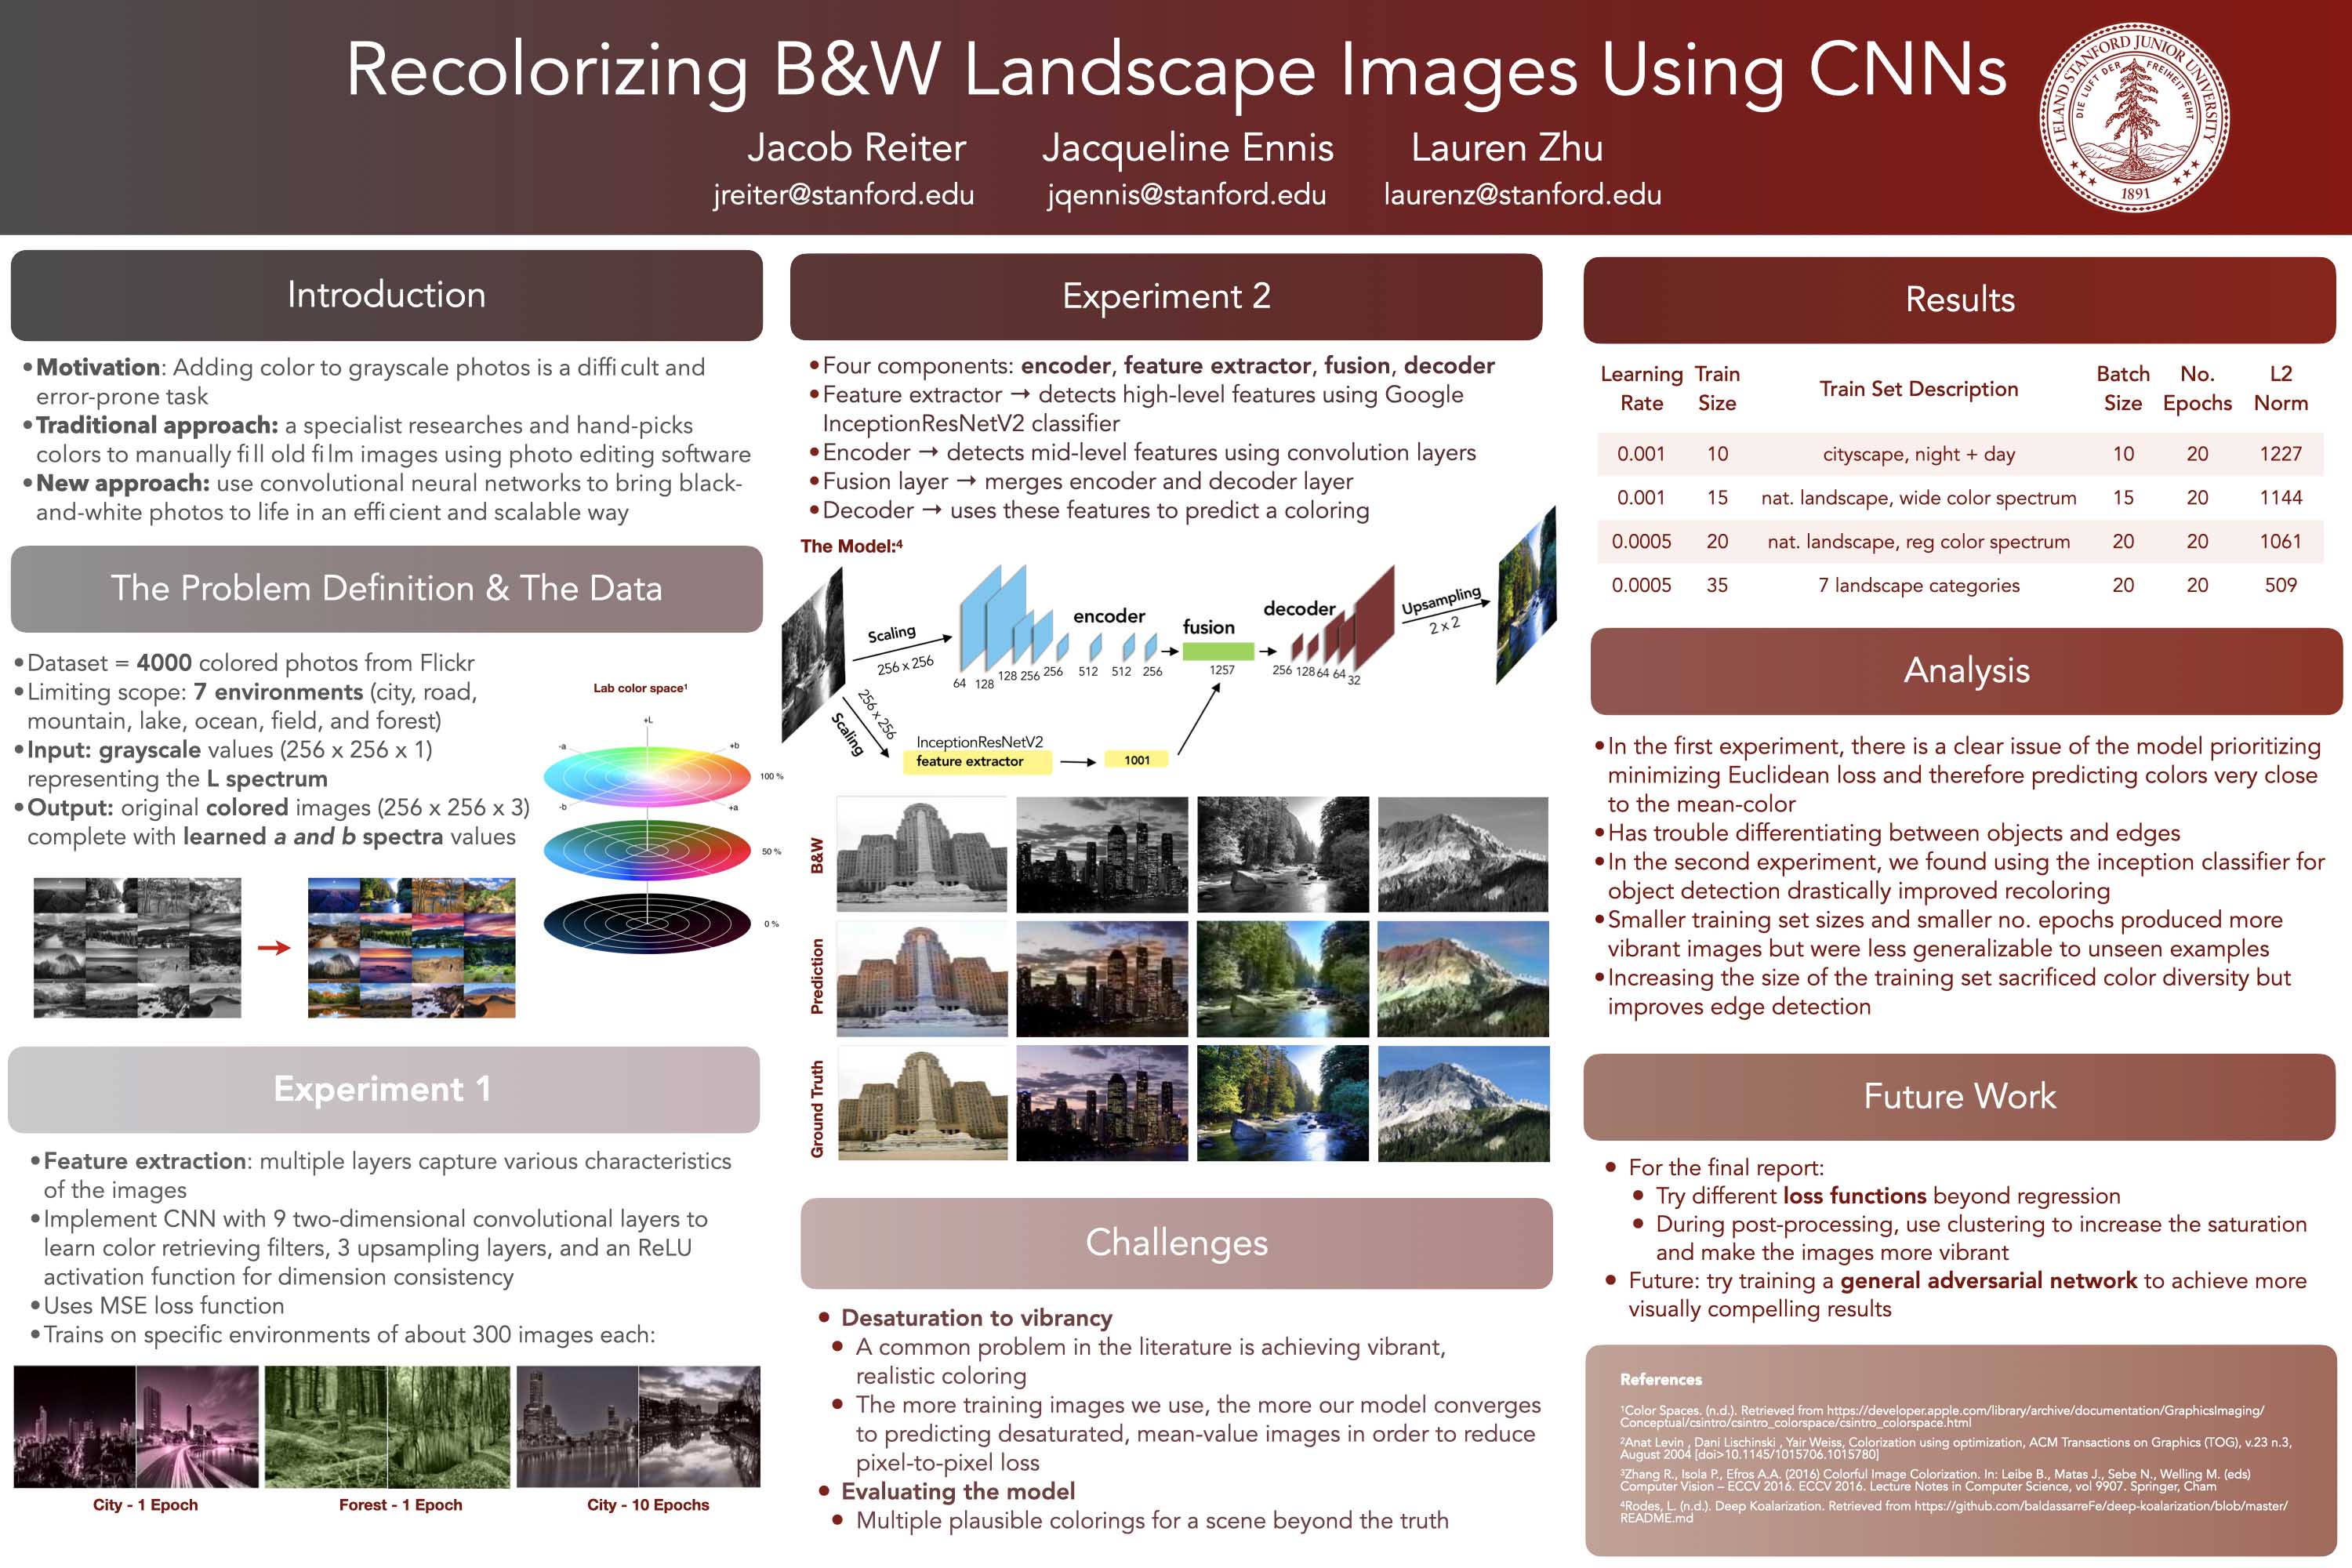 Recolorizing B&W Landscape Images Using CNNs
Jacob Reiter
jreiter@stanford.edu
Jacqueline Ennis
jqennis@stanford.edu
Lauren Zhu
laurenz@stanford.edu
LELAND STANFORD JUNIOR UNIVERSITY
DIE LUFT DER FREIHEIT WEHT
1891
Introduction
•Motivation: Adding color to grayscale photos is a difficult and
error-prone task
•Traditional approach: a specialist researches and hand-picks
colors to manually fill old film images using photo editing software
•New approach: use convolutional neural networks to bring black-
and-white photos to life in an efficient and scalable way
The Problem Definition & The Data
•Dataset = 4000 colored photos from Flickr
•Limiting scope: 7 environments (city, road,
mountain, lake, ocean, field, and forest)
•Input: grayscale values (256 x 256 x 1)
representing the L spectrum
•Output: original colored images (256 x 256 x 3)
complete with learned a and b spectra values
Lab color space¹
+L
-a
+b
100 %
-b
+a
50 %
0 %
Experiment 1
•Feature extraction: multiple layers capture various characteristics
of the images
•Implement CNN with 9 two-dimensional convolutional layers to
learn color retrieving filters, 3 upsampling layers, and an ReLU
activation function for dimension consistency
•Uses MSE loss function
•Trains on specific environments of about 300 images each:
City - 1 Epoch
Forest - 1 Epoch
City - 10 Epochs
Experiment 2
•Four components: encoder, feature extractor, fusion, decoder
•Feature extractor → detects high-level features using Google
InceptionResNetV2 classifier
•Encoder → detects mid-level features using convolution layers
•Fusion layer → merges encoder and decoder layer
•Decoder → uses these features to predict a coloring
The Model:⁴
Scaling
256 x 256
64 128 128 256 256 512 512 256
encoder
fusion
1257
decoder
256 128 64 64 32
Upsampling
2 x 2
256 x 256
Scaling
InceptionResNetV2
feature extractor
1001
B&W
Prediction
Ground Truth
Challenges
• Desaturation to vibrancy
• A common problem in the literature is achieving vibrant,
realistic coloring
• The more training images we use, the more our model converges
to predicting desaturated, mean-value images in order to reduce
pixel-to-pixel loss
• Evaluating the model
• Multiple plausible colorings for a scene beyond the truth
Results
Learning Rate Train Size Train Set Description Batch Size No. Epochs L2 Norm
0.001 10 cityscape, night + day 10 20 1227
0.001 15 nat. landscape, wide color spectrum 15 20 1144
0.0005 20 nat. landscape, reg color spectrum 20 20 1061
0.0005 35 7 landscape categories 20 20 509
Analysis
•In the first experiment, there is a clear issue of the model prioritizing
minimizing Euclidean loss and therefore predicting colors very close
to the mean-color
•Has trouble differentiating between objects and edges
•In the second experiment, we found using the inception classifier for
object detection drastically improved recoloring
•Smaller training set sizes and smaller no. epochs produced more
vibrant images but were less generalizable to unseen examples
•Increasing the size of the training set sacrificed color diversity but
improves edge detection
Future Work
• For the final report:
• Try different loss functions beyond regression
• During post-processing, use clustering to increase the saturation
and make the images more vibrant
• Future: try training a general adversarial network to achieve more
visually compelling results
References
¹Color Spaces. (n.d.). Retrieved from https://developer.apple.com/library/archive/documentation/GraphicsImaging/
Conceptual/csintro/csintro_colorspace/csintro_colorspace.html
²Anat Levin , Dani Lischinski , Yair Weiss, Colorization using optimization, ACM Transactions on Graphics (TOG), v.23 n.3,
August 2004 [doi>10.1145/1015706.1015780]
³Zhang R., Isola P., Efros A.A. (2016) Colorful Image Colorization. In: Leibe B., Matas J., Sebe N., Welling M. (eds)
Computer Vision – ECCV 2016. ECCV 2016. Lecture Notes in Computer Science, vol 9907. Springer, Cham
⁴Rodes, L. (n.d.). Deep Koalarization. Retrieved from https://github.com/baldassarreFe/deep-koalarization/blob/master/
README.md